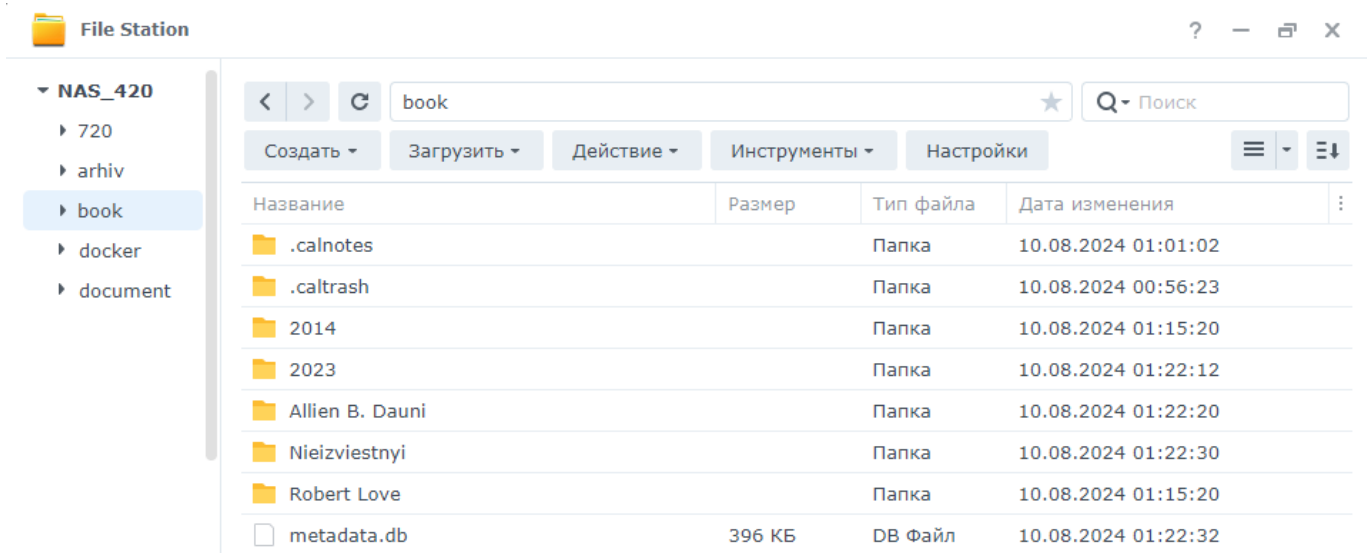 File Station
NAS_420
720
arhiv
book
docker
document
book
Поиск
Создать Загрузить Действие Инструменты Настройки
Название Размер Тип файла Дата изменения
.calnotes Папка 10.08.2024 01:01:02
.caltrash Папка 10.08.2024 00:56:23
2014 Папка 10.08.2024 01:15:20
2023 Папка 10.08.2024 01:22:12
Allien B. Dauni Папка 10.08.2024 01:22:20
Nieizviestnyi Папка 10.08.2024 01:22:30
Robert Love Папка 10.08.2024 01:15:20
metadata.db 396 КБ DB Файл 10.08.2024 01:22:32